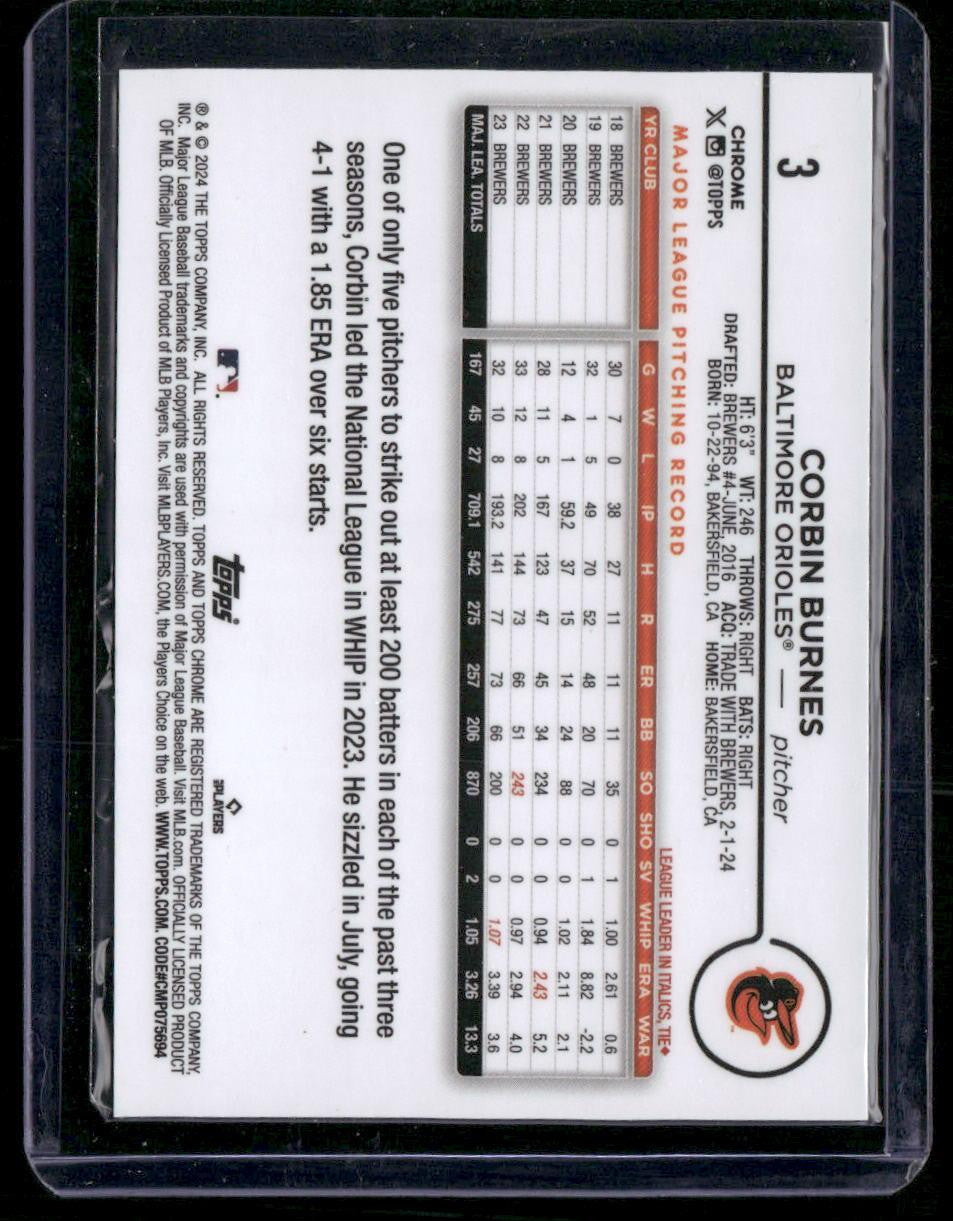 3
CORBIN BURNES
BALTIMORE ORIOLES® — pitcher
CHROME
X @TOPPS
HT: 6'3" WT: 246 THROWS: RIGHT BATS: RIGHT
DRAFTED: BREWERS #4-JUNE, 2016 ACQ: TRADE WITH BREWERS, 2-1-24
BORN: 10-22-94, BAKERSFIELD, CA HOME: BAKERSFIELD, CA
MAJOR LEAGUE PITCHING RECORD
LEAGUE LEADER IN ITALICS, TIE♦
YR CLUB G W L IP H R ER BB SO SHO SV WHIP ERA WAR
18 BREWERS 30 7 0 38 27 11 11 11 35 0 1 1.00 2.61 0.6
19 BREWERS 32 1 5 49 70 52 48 20 70 0 1 1.84 8.82 -2.2
20 BREWERS 12 4 1 59.2 37 15 14 24 88 0 0 1.02 2.11 2.1
21 BREWERS 28 11 5 167 123 47 45 34 234 0 0 0.94 2.43 5.2
22 BREWERS 33 12 8 202 144 73 66 51 243 0 0 0.97 2.94 4.0
23 BREWERS 32 10 8 193.2 141 77 73 66 200 0 0 1.07 3.39 3.6
MAJ. LEA. TOTALS 167 45 27 709.1 542 275 257 206 870 0 2 1.05 3.26 13.3
One of only five pitchers to strike out at least 200 batters in each of the past three
seasons, Corbin led the National League in WHIP in 2023. He sizzled in July, going
4-1 with a 1.85 ERA over six starts.
topps
PLAYERS
® & © 2024 THE TOPPS COMPANY, INC. ALL RIGHTS RESERVED. TOPPS AND TOPPS CHROME ARE REGISTERED TRADEMARKS OF THE TOPPS COMPANY,
INC. Major League Baseball trademarks and copyrights are used with permission of Major League Baseball. Visit MLB.com. OFFICIALLY LICENSED PRODUCT
OF MLB. Officially Licensed Product of MLB Players, Inc. Visit MLBPLAYERS.COM, the Players Choice on the web. WWW.TOPPS.COM. CODE#CMP075694